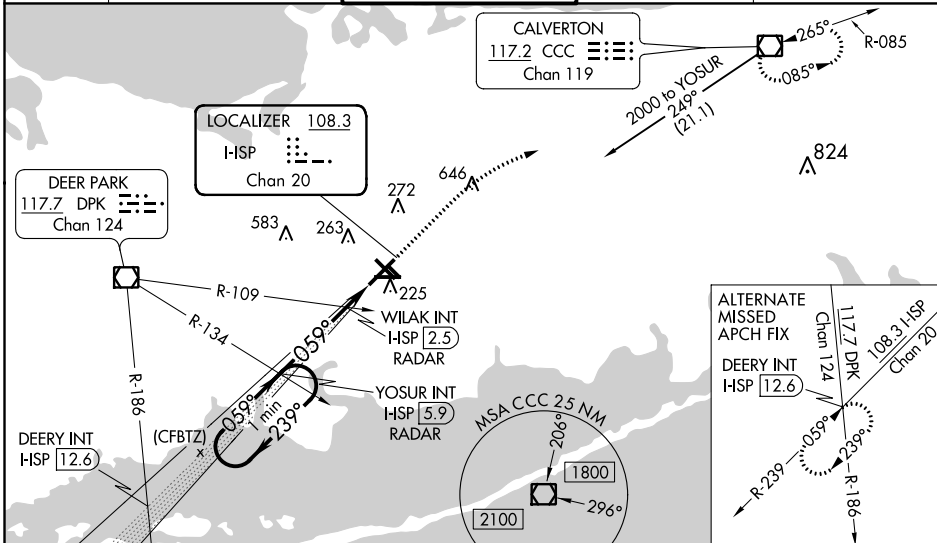 CALVERTON
117.2 CCC
Chan 119
265°
R-085
085°
2000 to YOSUR
249°
(21.1)
824
LOCALIZER 108.3
I-ISP
Chan 20
646
272
583
263
225
DEER PARK
117.7 DPK
Chan 124
R-109
R-134
R-186
WILAK INT
I-ISP 2.5
RADAR
059°
YOSUR INT
I-ISP 5.9
RADAR
059°
1 min
239°
(CFBTZ)
x
DEERY INT
I-ISP 12.6
MSA CCC 25 NM
206°
1800
296°
2100
ALTERNATE
MISSED
APCH FIX
117.7 DPK
Chan 124
108.3 I-ISP
Chan 20
DEERY INT
I-ISP 12.6
059°
239°
R-239
R-186